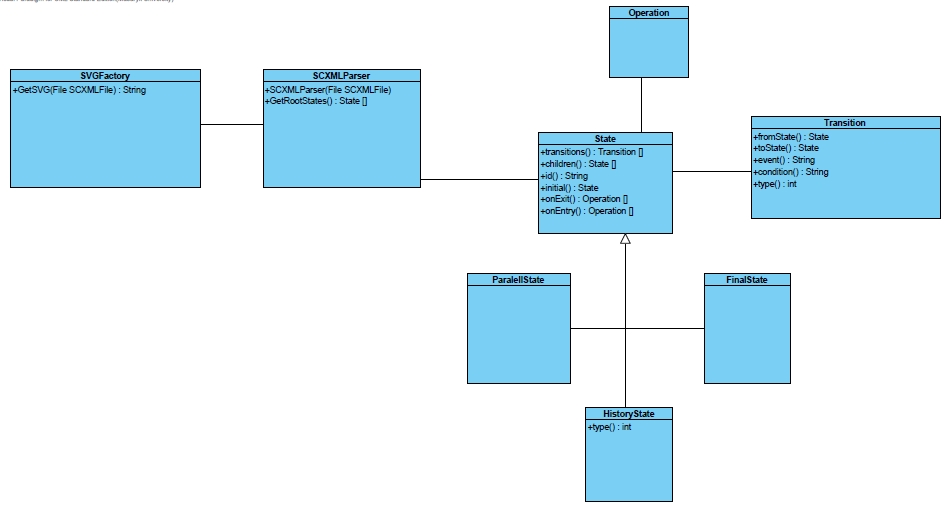 Operation
SVGFactory
+GetSVG(File SCXMLFile) : String
SCXMLParser
+SCXMLParser(File SCXMLFile)
+GetRootStates() : State []
State
+transitions() : Transition []
+children() : State []
+id() : String
+initial() : State
+onExit() : Operation []
+onEntry() : Operation []
Transition
+fromState() : State
+toState() : State
+event() : String
+condition() : String
+type() : int
ParalellState
FinalState
HistoryState
+type() : int